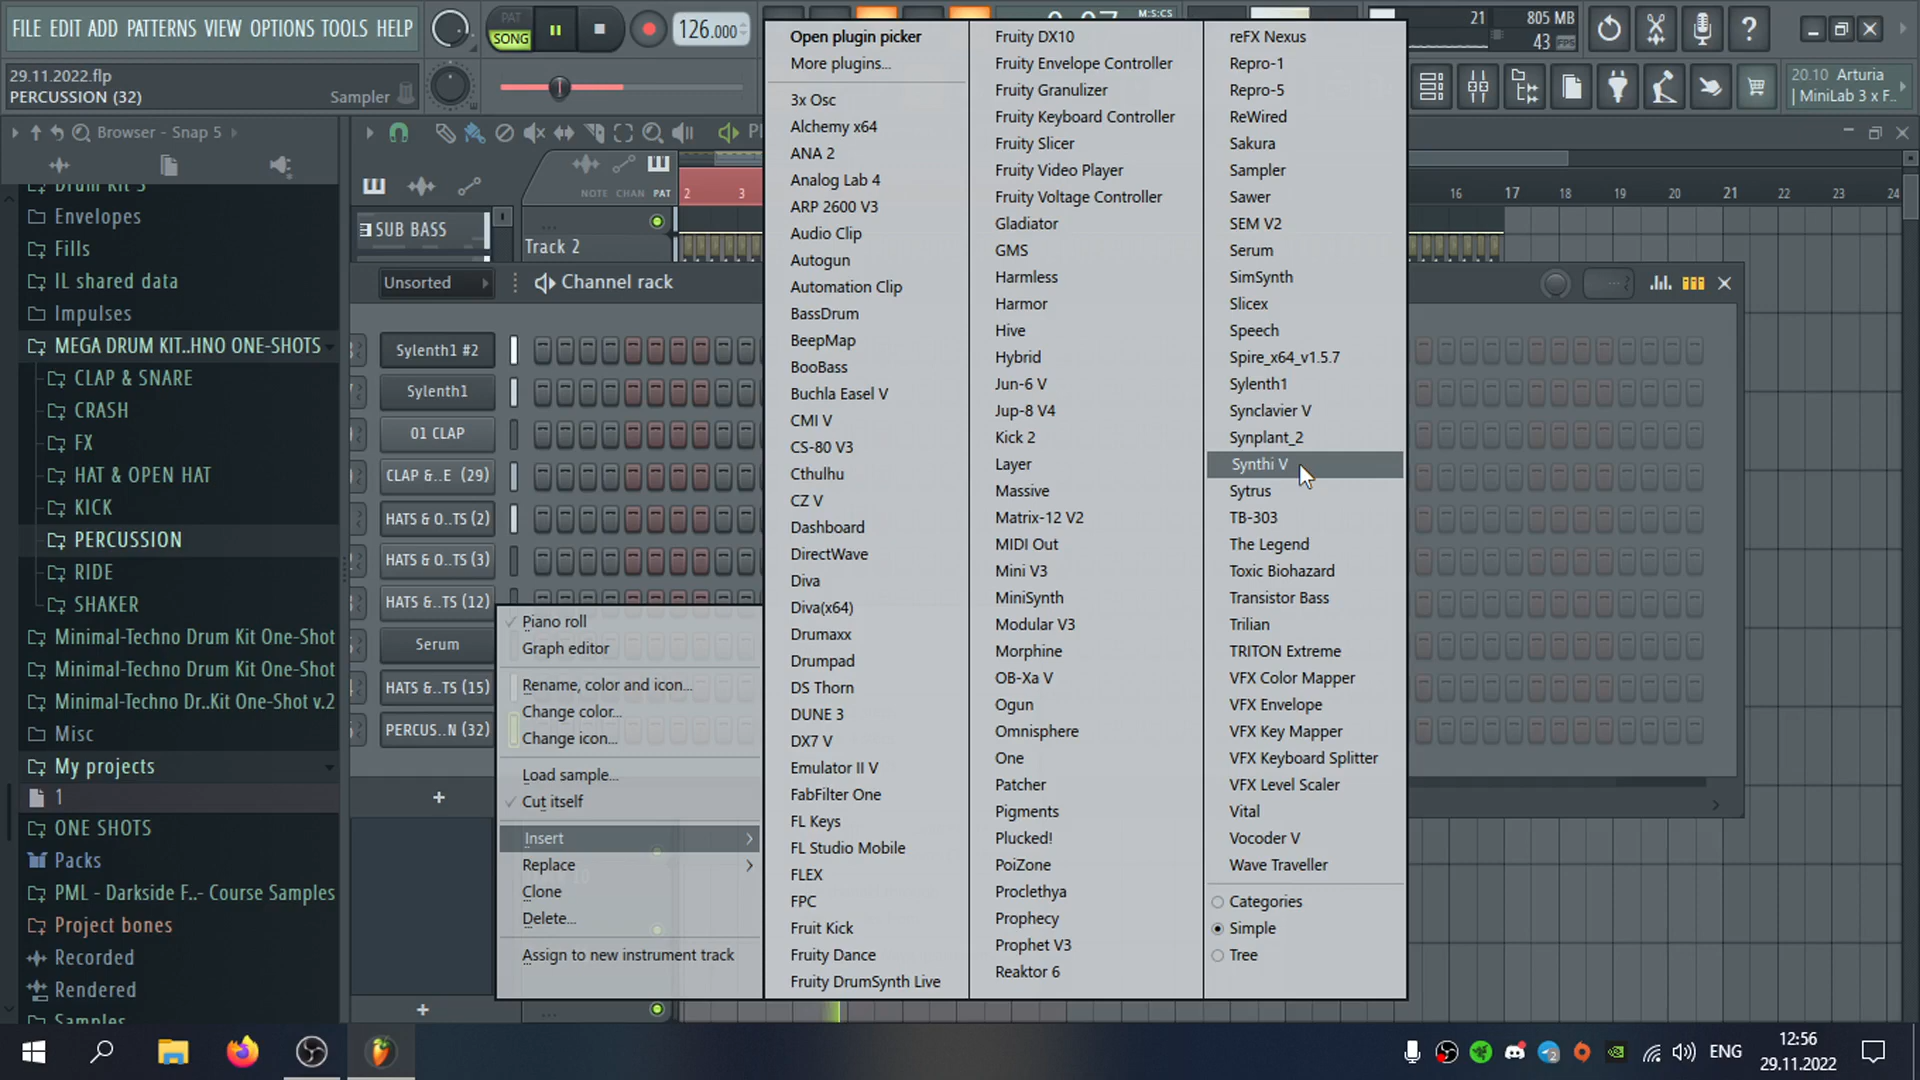 FILE EDIT ADD PATTERNS VIEW OPTIONS TOOLS HELP
PAT
SONG
126.000
M:S:CS
21
805 MB
43
29.11.2022.flp
PERCUSSION (32)
Sampler
20.10 Arturia
| MiniLab 3 x F..
Browser - Snap 5
Envelopes
Fills
IL shared data
Impulses
MEGA DRUM KIT..HNO ONE-SHOTS
CLAP & SNARE
CRASH
FX
HAT & OPEN HAT
KICK
PERCUSSION
RIDE
SHAKER
Minimal-Techno Drum Kit One-Shot
Minimal-Techno Drum Kit One-Shot
Minimal-Techno Dr..Kit One-Shot v.2
Misc
My projects
1
ONE SHOTS
Packs
PML - Darkside F..- Course Samples
Project bones
Recorded
Rendered
Samples
NOTE CHAN PAT
2 3
16 17 18 19 20 21 22 23 24
SUB BASS
Track 2
Unsorted
Channel rack
Sylenth1 #2
Sylenth1
01 CLAP
CLAP &..E (29)
HATS & O..TS (2)
HATS & O..TS (3)
HATS & ..TS (12)
Serum
HATS &..TS (15)
PERCUS..N (32)
+
+
Piano roll
Graph editor
Rename, color and icon...
Change color...
Change icon...
Load sample...
Cut itself
Insert
Replace
Clone
Delete...
Assign to new instrument track
Open plugin picker
More plugins...
3x Osc
Alchemy x64
ANA 2
Analog Lab 4
ARP 2600 V3
Audio Clip
Autogun
Automation Clip
BassDrum
BeepMap
BooBass
Buchla Easel V
CMI V
CS-80 V3
Cthulhu
CZ V
Dashboard
DirectWave
Diva
Diva(x64)
Drumaxx
Drumpad
DS Thorn
DUNE 3
DX7 V
Emulator II V
FabFilter One
FL Keys
FL Studio Mobile
FLEX
FPC
Fruit Kick
Fruity Dance
Fruity DrumSynth Live
Fruity DX10
Fruity Envelope Controller
Fruity Granulizer
Fruity Keyboard Controller
Fruity Slicer
Fruity Video Player
Fruity Voltage Controller
Gladiator
GMS
Harmless
Harmor
Hive
Hybrid
Jun-6 V
Jup-8 V4
Kick 2
Layer
Massive
Matrix-12 V2
MIDI Out
Mini V3
MiniSynth
Modular V3
Morphine
OB-Xa V
Ogun
Omnisphere
One
Patcher
Pigments
Plucked!
PoiZone
Proclethya
Prophecy
Prophet V3
Reaktor 6
reFX Nexus
Repro-1
Repro-5
ReWired
Sakura
Sampler
Sawer
SEM V2
Serum
SimSynth
Slicex
Speech
Spire_x64_v1.5.7
Sylenth1
Synclavier V
Synplant_2
Synthi V
Sytrus
TB-303
The Legend
Toxic Biohazard
Transistor Bass
Trilian
TRITON Extreme
VFX Color Mapper
VFX Envelope
VFX Key Mapper
VFX Keyboard Splitter
VFX Level Scaler
Vital
Vocoder V
Wave Traveller
Categories
Simple
Tree
ENG
12:56
29.11.2022